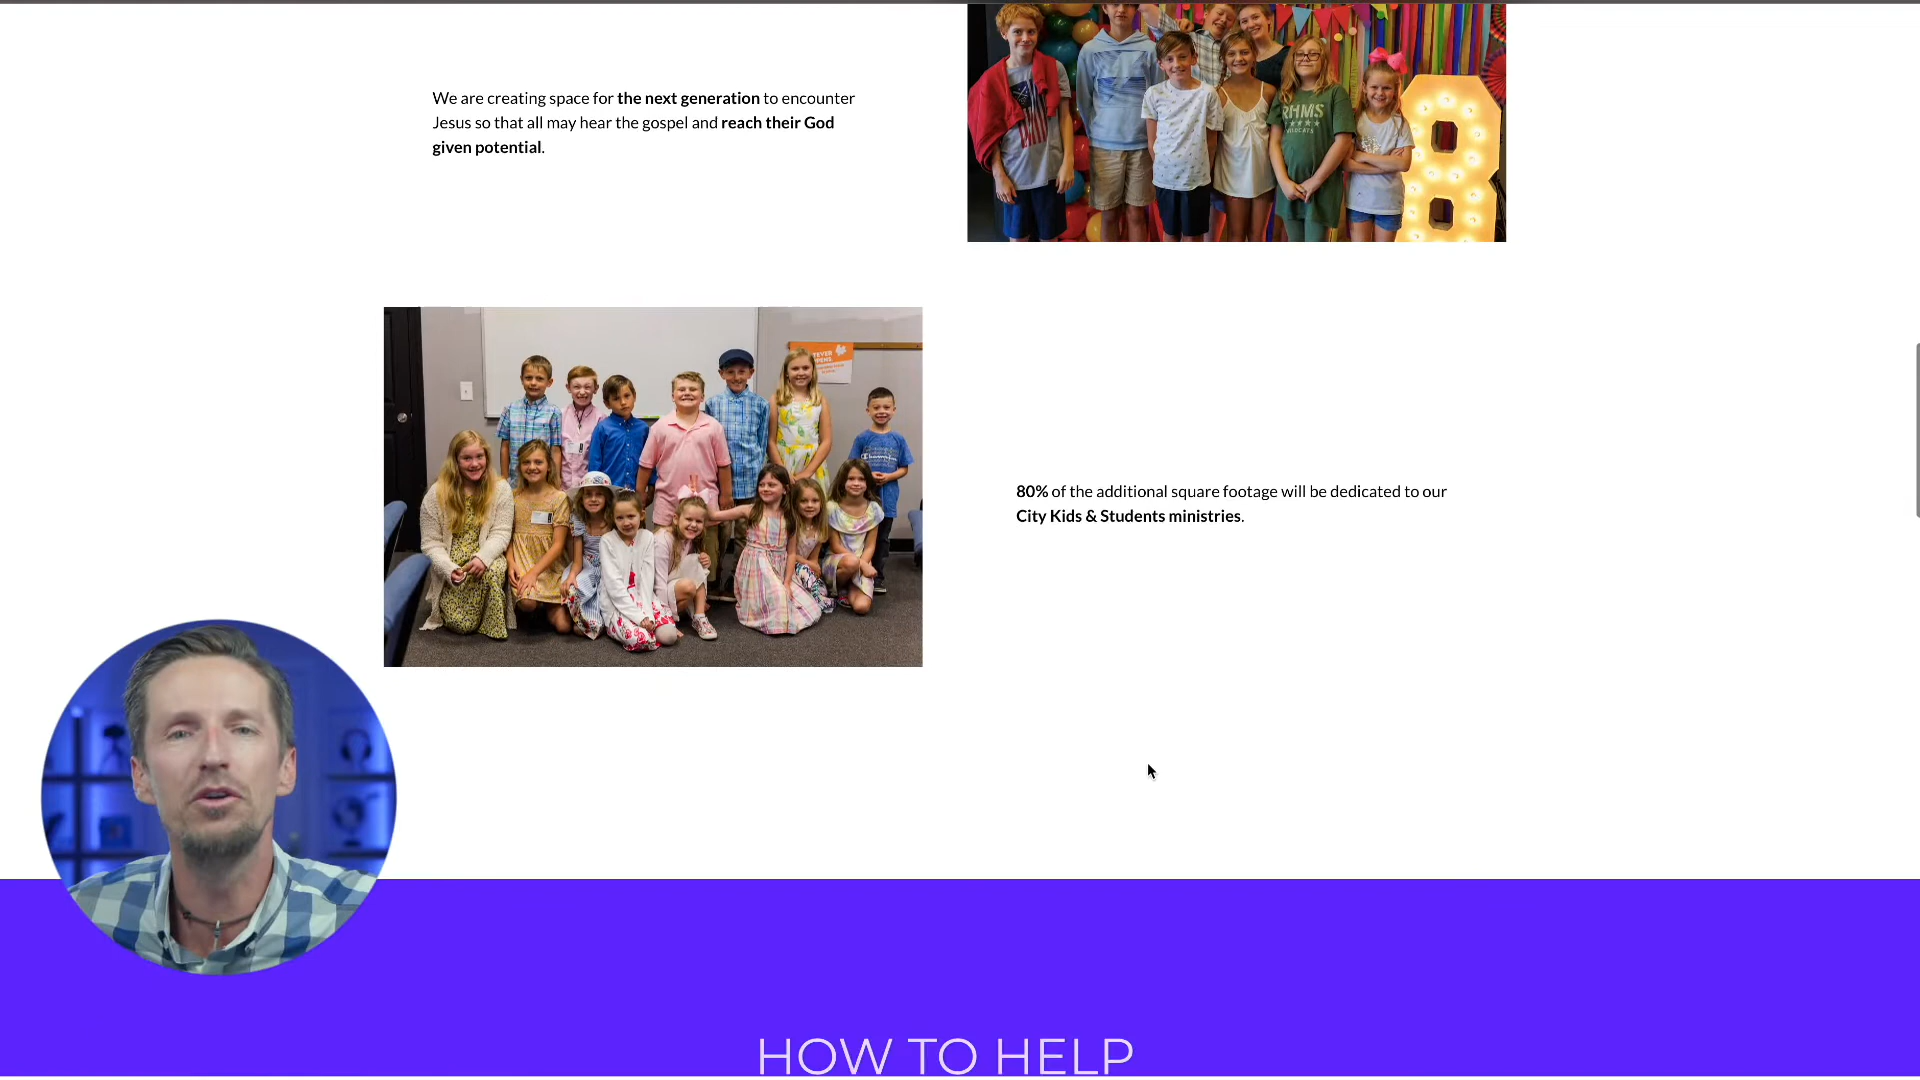 We are creating space for the next generation to encounter
Jesus so that all may hear the gospel and reach their God
given potential.
RHMS
WILDCATS
80% of the additional square footage will be dedicated to our
City Kids & Students ministries.
HOW TO HELP